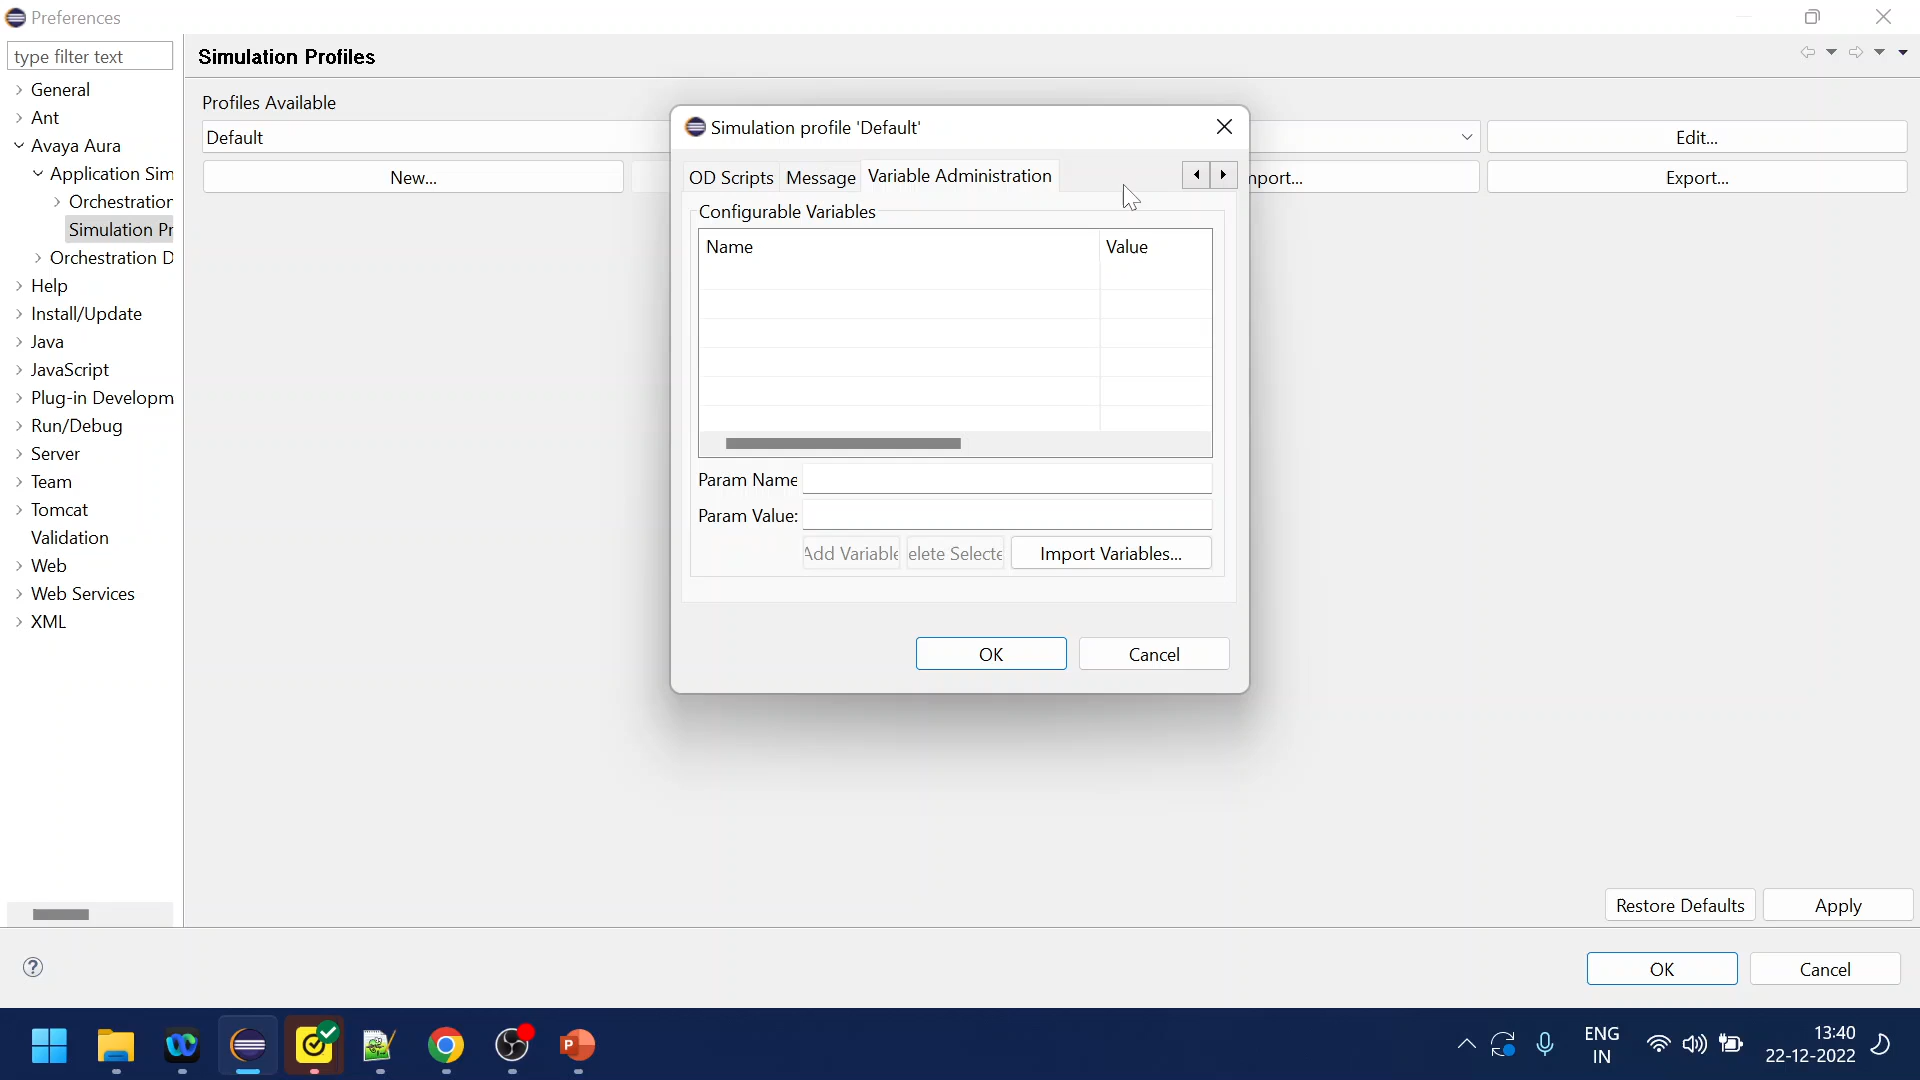 Preferences
type filter text
General
Ant
Avaya Aura
Application Sim
Orchestration
Simulation Pr
Orchestration D
Help
Install/Update
Java
JavaScript
Plug-in Developm
Run/Debug
Server
Team
Tomcat
Validation
Web
Web Services
XML
Simulation Profiles
Profiles Available
Default
Edit...
New...
mport...
Export...
Simulation profile 'Default'
OD Scripts Message Variable Administration
Configurable Variables
Name Value
Param Name
Param Value:
Add Variable elete Selecte Import Variables...
OK Cancel
Restore Defaults Apply
OK Cancel
ENG
IN
13:40
22-12-2022